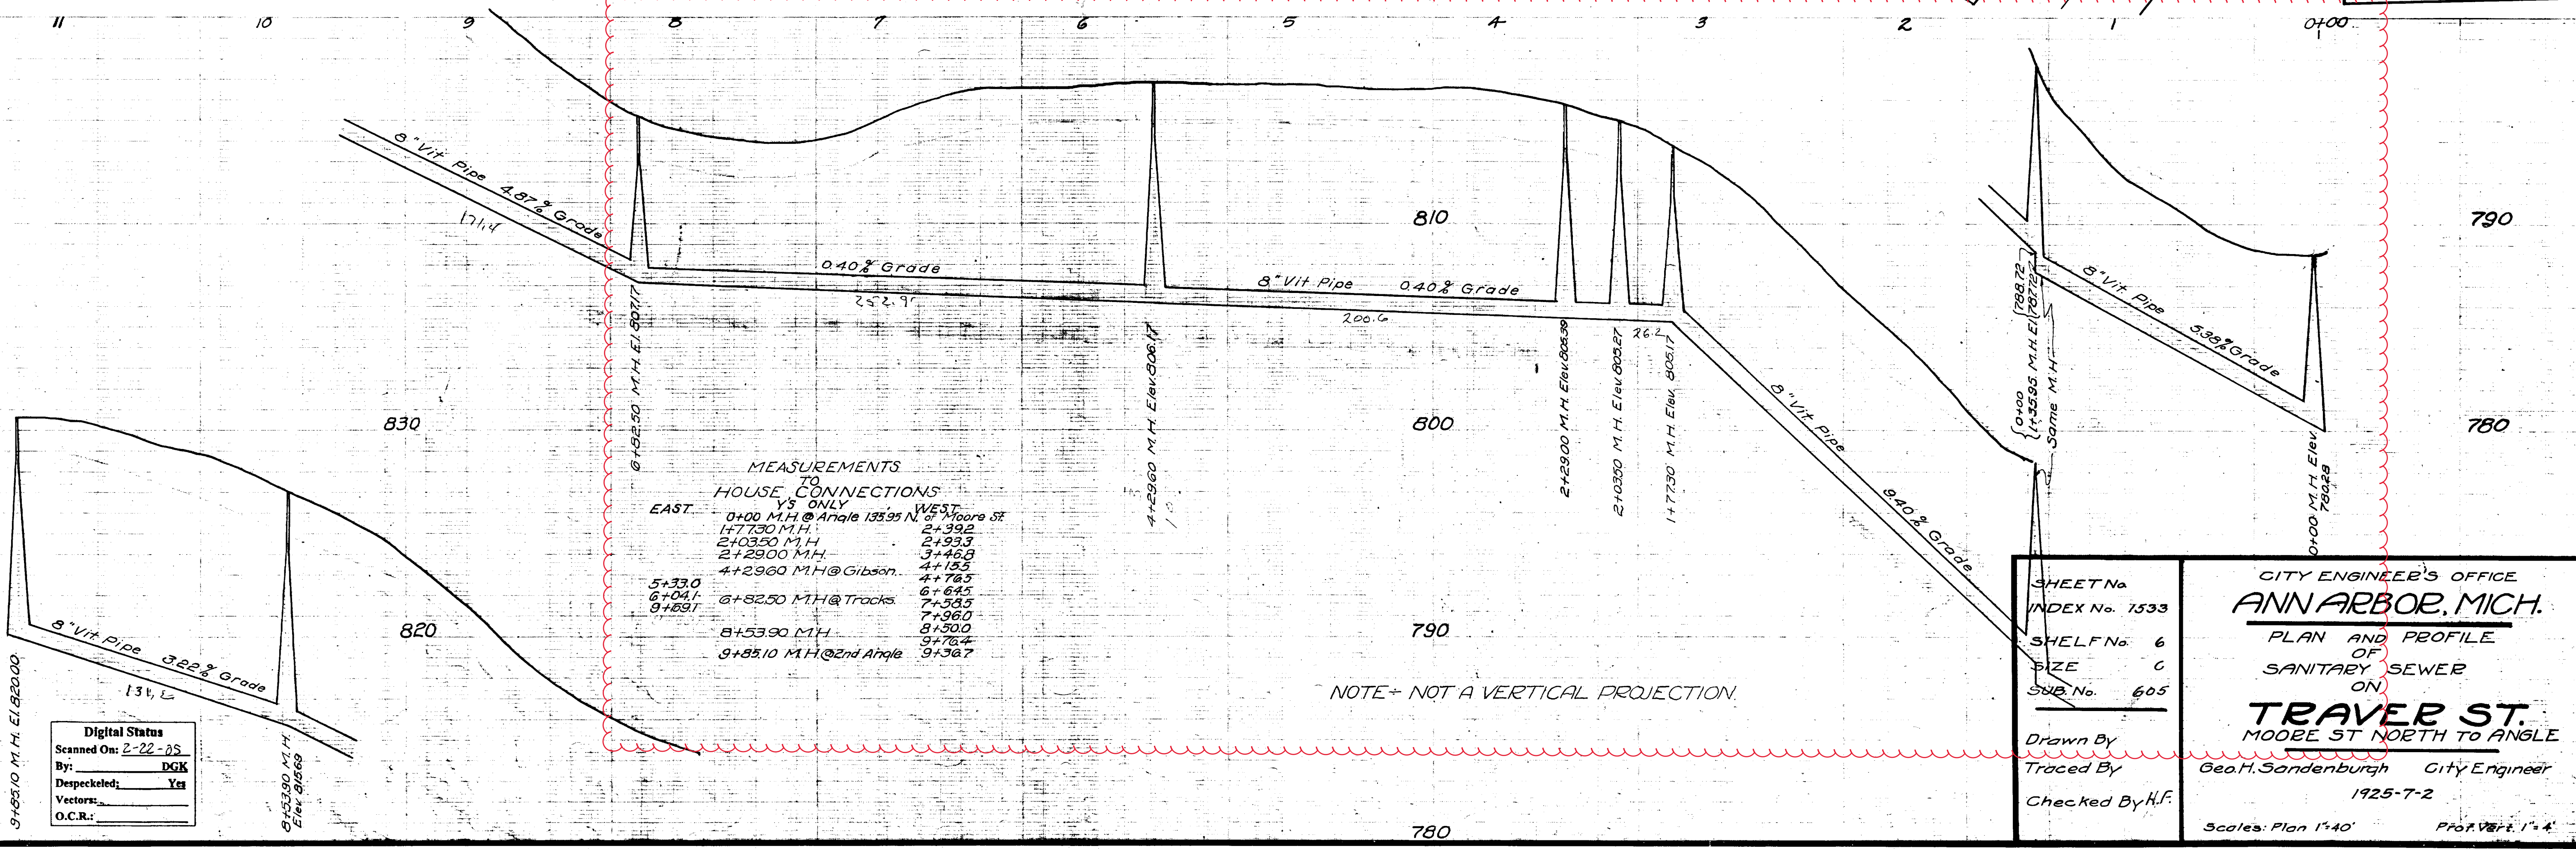 11 10 9 8 7 6 5 4 3 2 1 0+00
8" Vit Pipe 4.87% Grade
171.4
0.40% Grade
252.9
8" Vit Pipe 0.40% Grade
200.6
26.2
8" Vit Pipe
9.40% Grade
8" Vit. Pipe 5.38% Grade
810
800
790
780
790
780
830
820
6+82.50 M.H. El. 807.17
4+29.60 M.H. Elev. 806.17
2+29.00 M.H. Elev. 805.39
2+03.50 M.H. Elev. 805.27
1+77.30 M.H. Elev. 805.17
0+00
1+35.95 M.H. El. 788.72
787.72
Same M.H.
0+00 M.H. Elev.
780.28
8" Vit. Pipe 3.22% Grade
9+85.10 M.H. El. 820.00
8+53.90 M.H.
Elev. 815.69
MEASUREMENTS
TO
HOUSE CONNECTIONS
Y'S ONLY
EAST WEST
0+00 M.H. @ Angle 135.95 N. of Moore St.
1+77.30 M.H. 2+39.2
2+03.50 M.H 2+93.3
2+29.00 M.H. 3+46.8
4+29.60 M.H @ Gibson. 4+15.5
5+33.0 4+76.5
6+04.1 6+64.5
9+69.1 6+82.50 M.H @ Tracks. 7+58.5
7+96.0
8+53.90 M.H. 8+50.0
9+76.4
9+85.10 M.H @ 2nd Angle 9+36.7
NOTE÷ NOT A VERTICAL PROJECTION.
Digital Status
Scanned On: 2-22-05
By: DGK
Despeckeled: Yes
Vectors:
O.C.R.:
SHEET No.
INDEX No. 1533
SHELF No. 6
SIZE C
SUB. No. 605
Drawn By
Traced By
Checked By H.F.
CITY ENGINEER'S OFFICE
ANN ARBOR, MICH.
PLAN AND PROFILE
OF
SANITARY SEWER
ON
TRAVER ST.
MOORE ST NORTH TO ANGLE
Geo. H. Sandenburgh City Engineer
1925-7-2
Scales: Plan 1"=40' Prof. Vert. 1"=4'